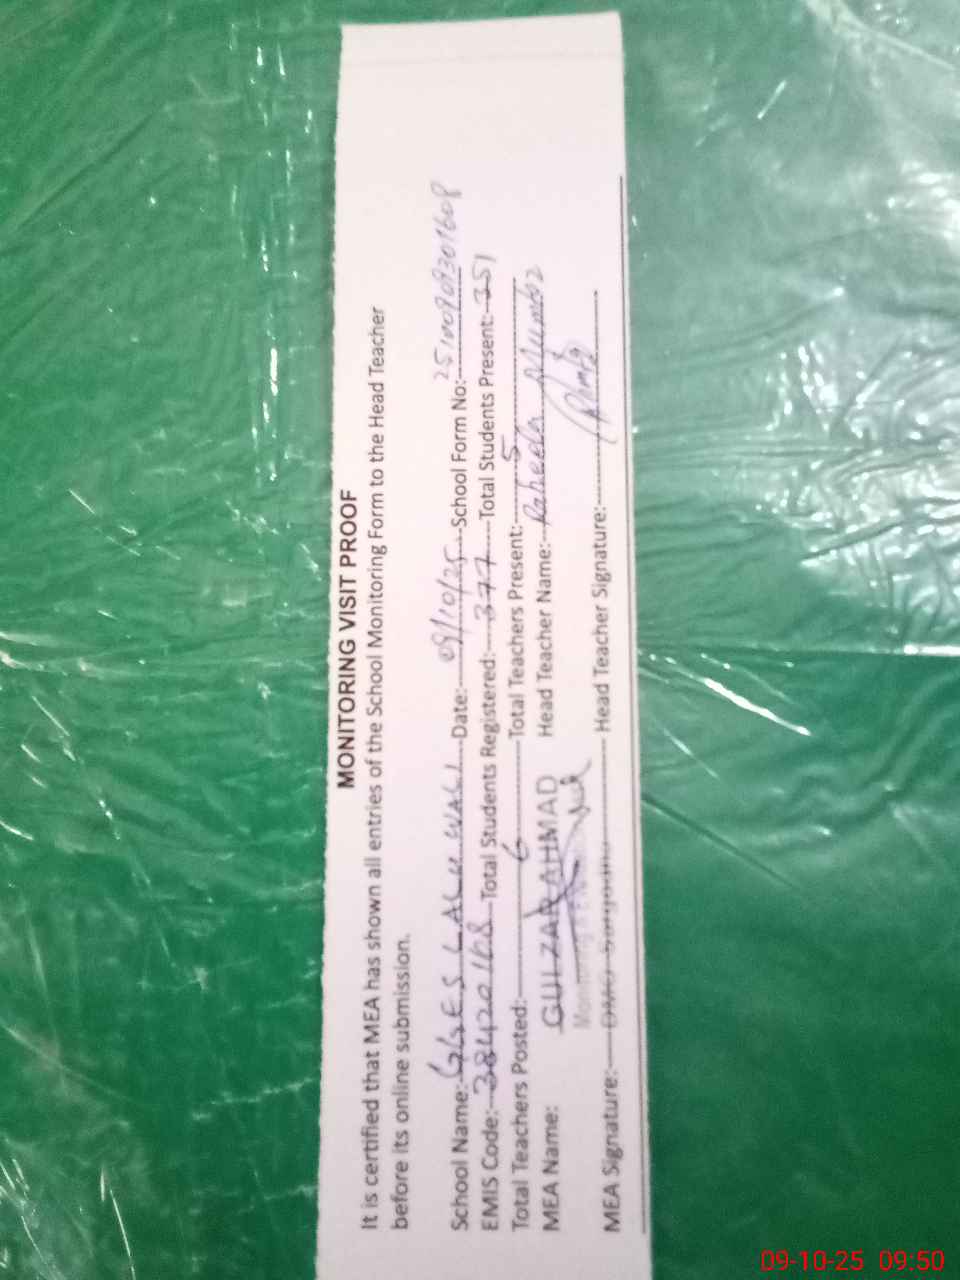 MONITORING VISIT PROOF
It is certified that MEA has shown all entries of the School Monitoring Form to the Head Teacher
before its online submission.
School Name: GGES LALU WALI Date: 09/10/25 School Form No:
EMIS Code: 38420168 Total Students Registered: 377 Total Students Present: 351
Total Teachers Posted: 6 Total Teachers Present: 5
MEA Name: GULZAR AHMAD Head Teacher Name: Raheela Mumtaz
DMO Sargodha
MEA Signature: Head Teacher Signature:
09-10-25 09:50